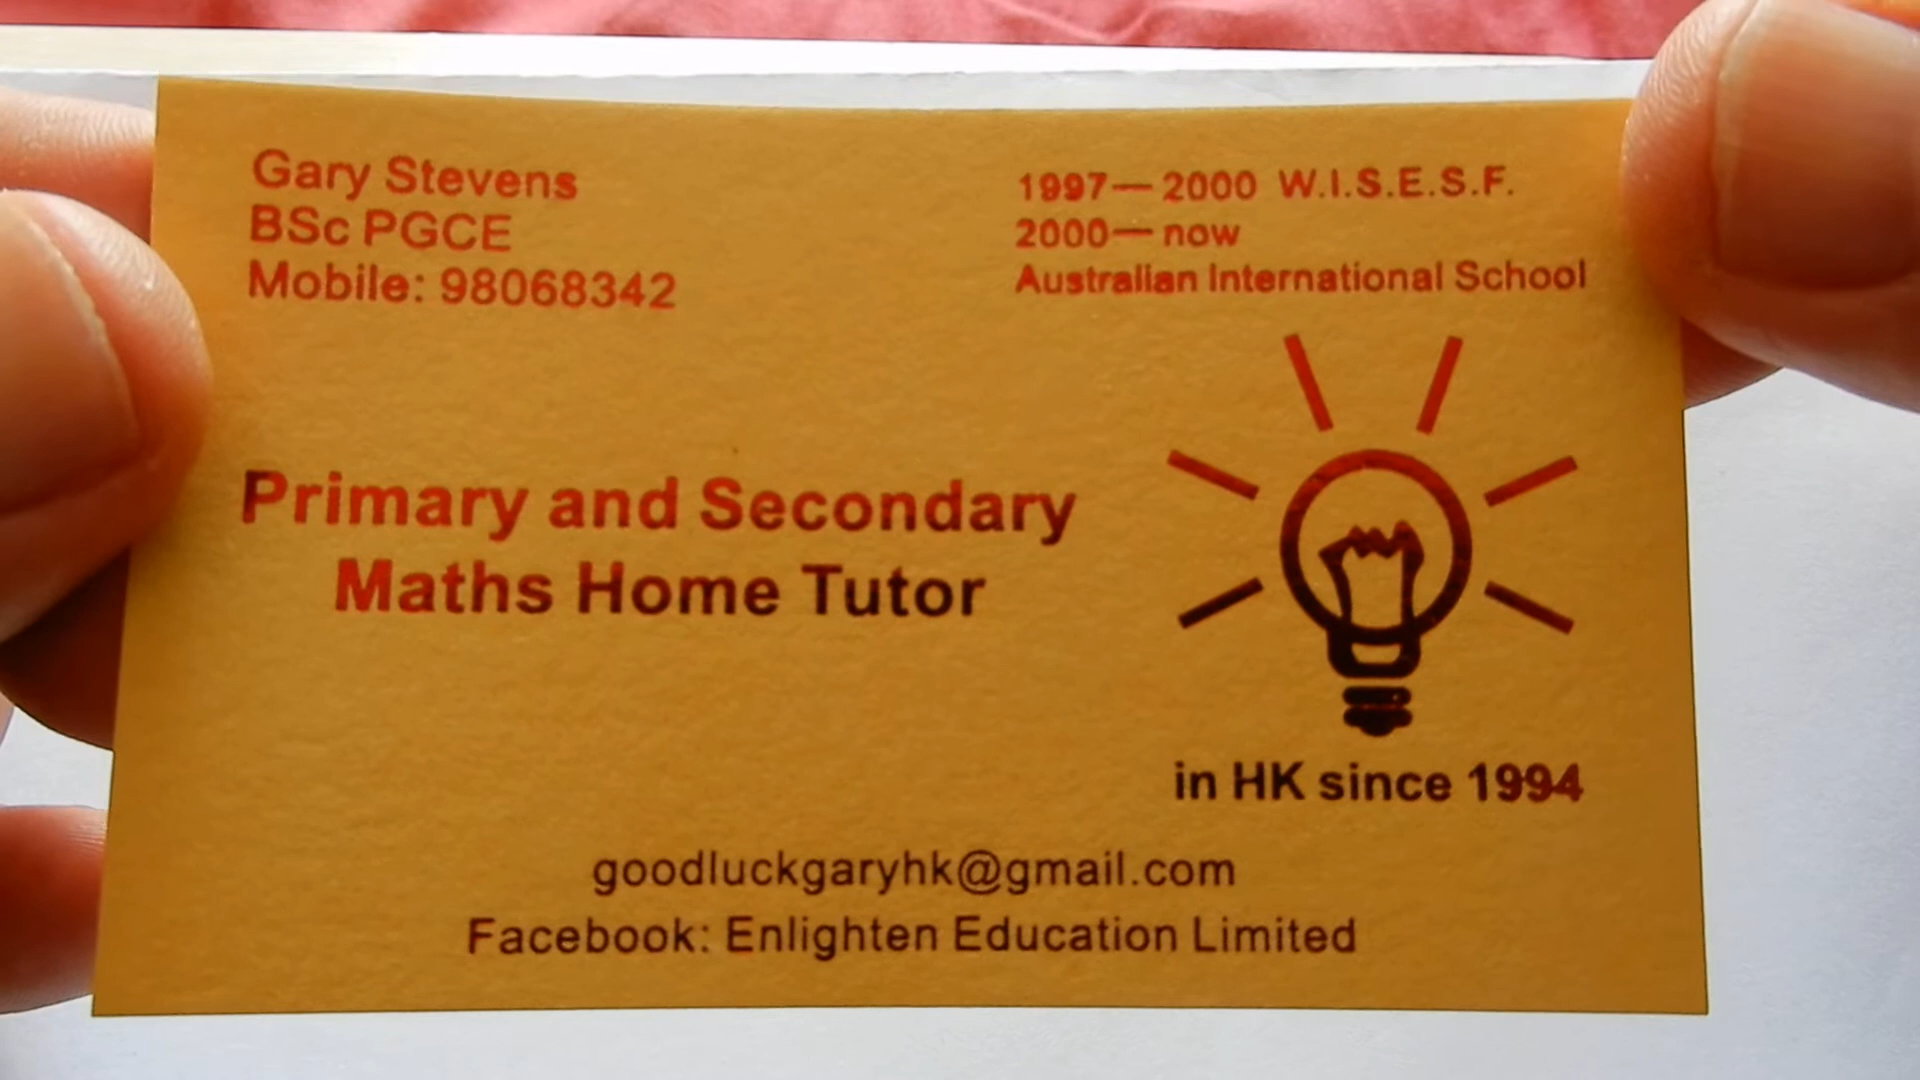 Gary Stevens
BSc PGCE
Mobile: 98068342
1997— 2000 W.I.S.E.S.F.
2000— now
Australian International School
Primary and Secondary
Maths Home Tutor
in HK since 1994
goodluckgaryhk@gmail.com
Facebook: Enlighten Education Limited